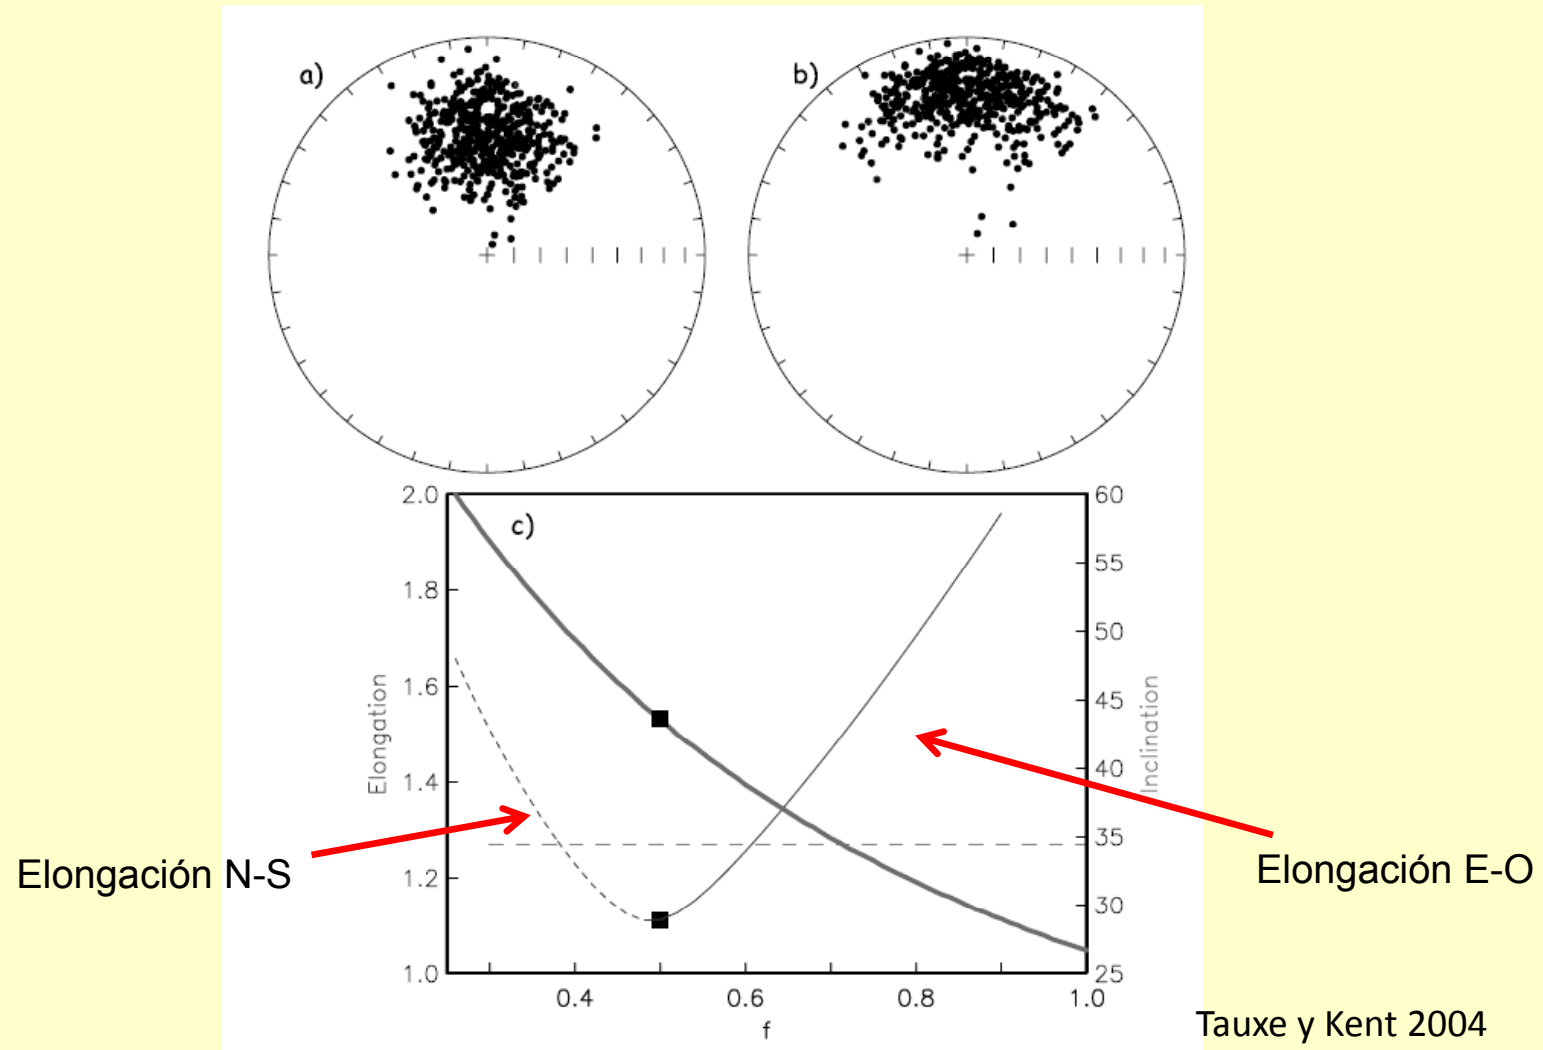 a)
b)
c)
2.0
1.8
1.6
1.4
1.2
1.0
Elongation
60
55
50
45
40
35
30
25
Inclination
0.4 0.6 0.8 1.0
f
Elongación N-S
Elongación E-O
Tauxe y Kent 2004